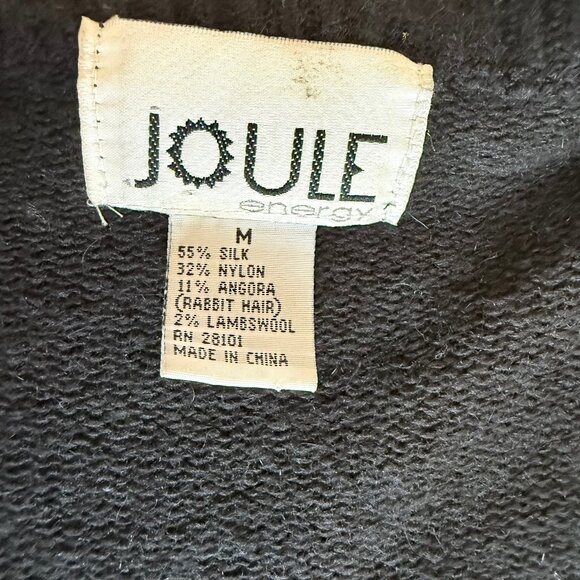 JOULE
energy
M
55% SILK
32% NYLON
11% ANGORA
(RABBIT HAIR)
2% LAMBSWOOL
RN 28101
MADE IN CHINA